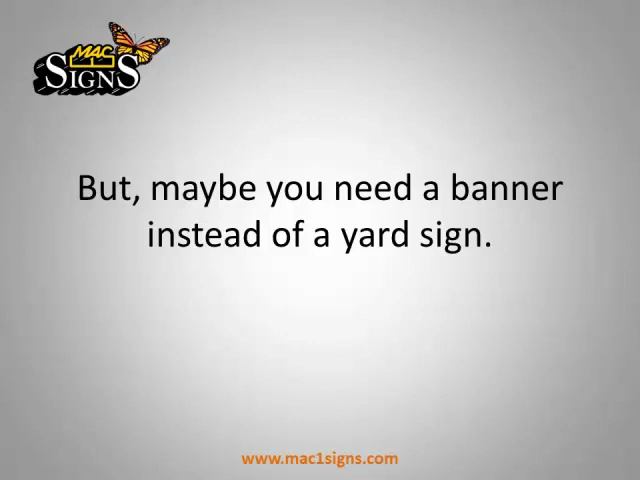 MAC
SIGNS
But, maybe you need a banner
instead of a yard sign.
www.mac1signs.com